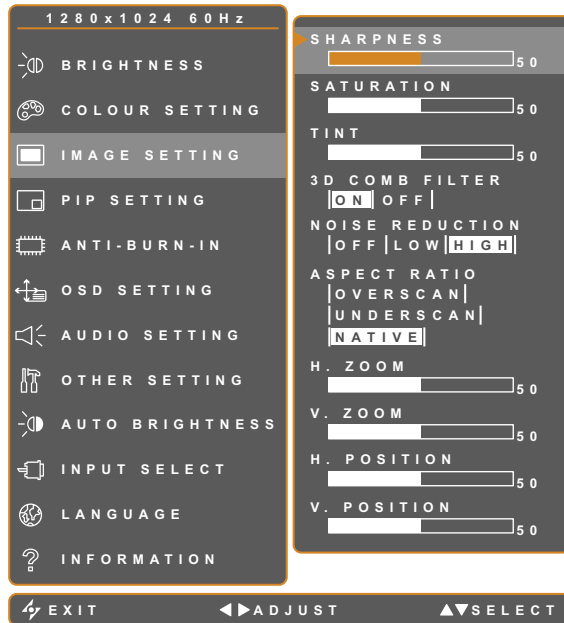 1280x1024 60Hz
BRIGHTNESS
COLOUR SETTING
IMAGE SETTING
PIP SETTING
ANTI-BURN-IN
OSD SETTING
AUDIO SETTING
OTHER SETTING
AUTO BRIGHTNESS
INPUT SELECT
LANGUAGE
INFORMATION
SHARPNESS
50
SATURATION
50
TINT
50
3D COMB FILTER
ON OFF
NOISE REDUCTION
OFF LOW HIGH
ASPECT RATIO
OVERSCAN
UNDERSCAN
NATIVE
H. ZOOM
50
V. ZOOM
50
H. POSITION
50
V. POSITION
50
EXIT ADJUST SELECT